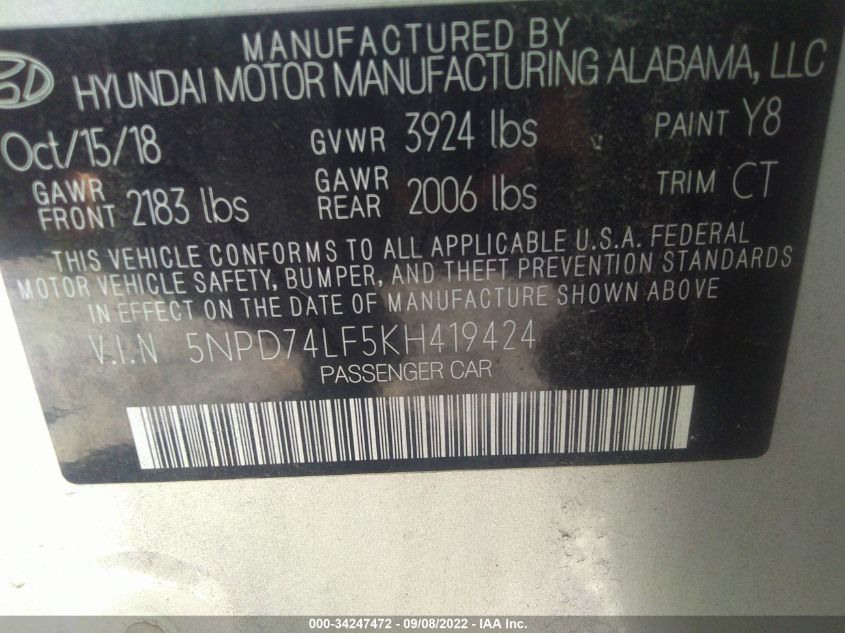 MANUFACTURED BY
HYUNDAI MOTOR MANUFACTURING ALABAMA, LLC
Oct/15/18 GVWR 3924 lbs PAINT Y8
GAWR FRONT 2183 lbs GAWR REAR 2006 lbs TRIM CT
THIS VEHICLE CONFORMS TO ALL APPLICABLE U.S.A. FEDERAL
MOTOR VEHICLE SAFETY, BUMPER, AND THEFT PREVENTION STANDARDS
IN EFFECT ON THE DATE OF MANUFACTURE SHOWN ABOVE
V.I.N 5NPD74LF5KH419424
PASSENGER CAR
000-34247472 - 09/08/2022 - IAA Inc.